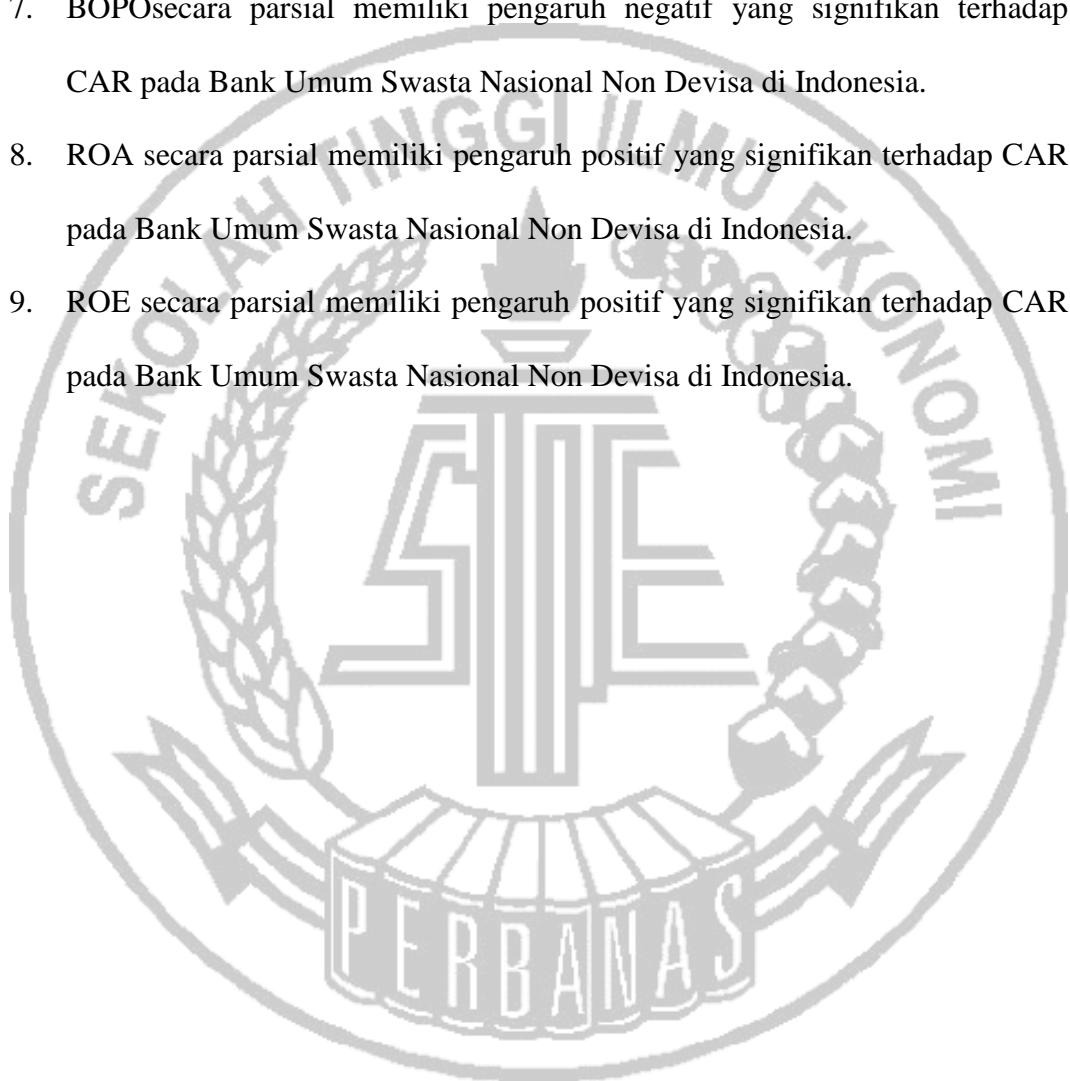 7. BOPOsecara parsial memiliki pengaruh negatif yang signifikan terhadap
CAR pada Bank Umum Swasta Nasional Non Devisa di Indonesia.
8. ROA secara parsial memiliki pengaruh positif yang signifikan terhadap CAR
pada Bank Umum Swasta Nasional Non Devisa di Indonesia.
9. ROE secara parsial memiliki pengaruh positif yang signifikan terhadap CAR
pada Bank Umum Swasta Nasional Non Devisa di Indonesia.
SEKOLAH TINGGI ILMU EKONOMI
PERBANAS